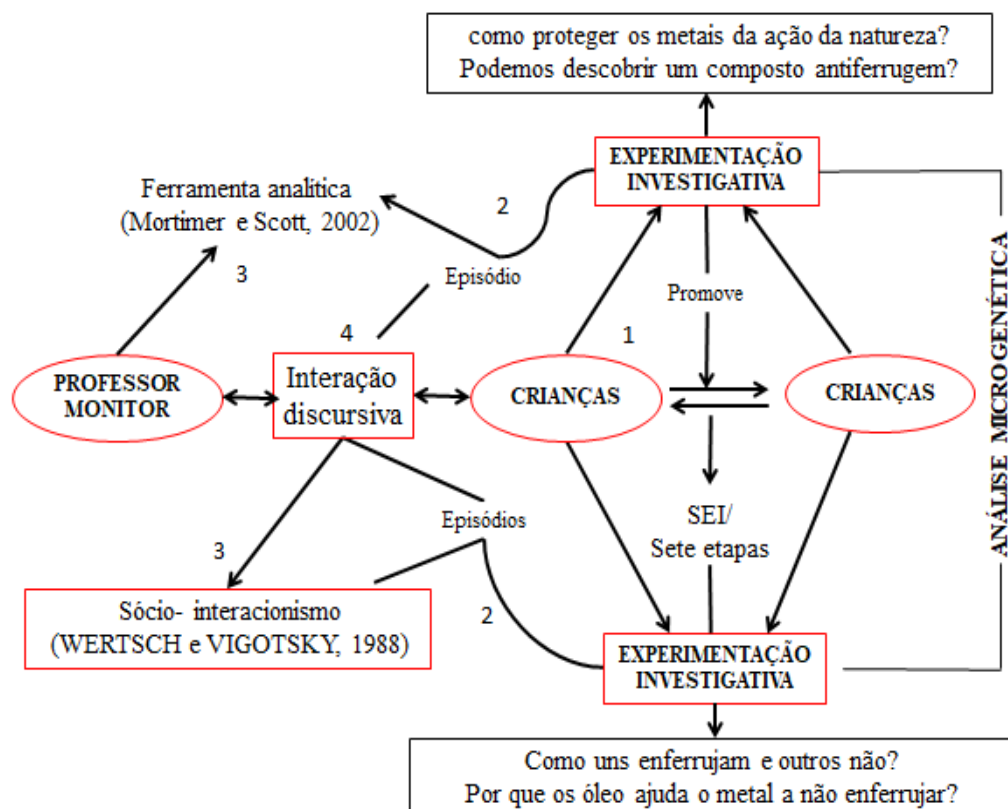 como proteger os metais da ação da natureza?
Podemos descobrir um composto antiferrugem?
EXPERIMENTAÇÃO
INVESTIGATIVA
Ferramenta analítica
(Mortimer e Scott, 2002)
2
3
Episódio
Promove
4
1
PROFESSOR
MONITOR
Interação
discursiva
CRIANÇAS
CRIANÇAS
ANÁLISE MICROGENÉTICA
Episódios
SEI/
Sete etapas
3
Sócio- interacionismo
(WERTSCH e VIGOTSKY, 1988)
2
EXPERIMENTAÇÃO
INVESTIGATIVA
Como uns enferrujam e outros não?
Por que os óleo ajuda o metal a não enferrujar?